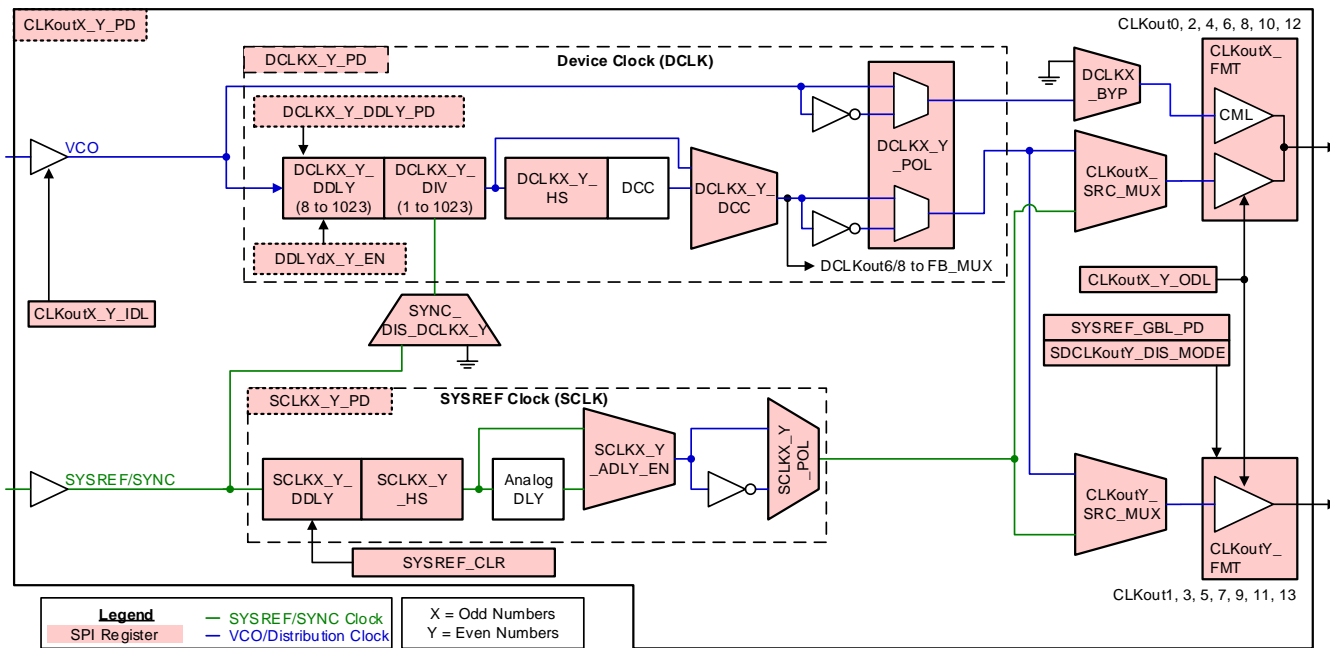 CLKoutX_Y_PD
CLKout0, 2, 4, 6, 8, 10, 12
DCLKX_Y_PD
Device Clock (DCLK)
CLKoutX_
FMT
DCLKX
_BYP
DCLKX_Y_DDLY_PD
CML
VCO
DCLKX_Y_
POL
DCLKX_Y_
DDLY
(8 to 1023)
DCLKX_Y_
DIV
(1 to 1023)
DCLKX_Y_
HS
DCC
DCLKX_Y_
DCC
CLKoutX_
SRC_MUX
DDLYdX_Y_EN
DCLKout6/8 to FB_MUX
CLKoutX_Y_ODL
CLKoutX_Y_IDL
SYNC_
DIS_DCLKX_Y
SYSREF_GBL_PD
SDCLKoutY_DIS_MODE
SCLKX_Y_PD
SYSREF Clock (SCLK)
SCLKX_Y
_POL
SCLKX_Y
_ADLY_EN
SYSREF/SYNC
SCLKX_Y_
DDLY
SCLKX_Y
_HS
Analog
DLY
CLKoutY_
SRC_MUX
CLKoutY_
FMT
SYSREF_CLR
CLKout1, 3, 5, 7, 9, 11, 13
Legend
SPI Register
SYSREF/SYNC Clock
VCO/Distribution Clock
X = Odd Numbers
Y = Even Numbers